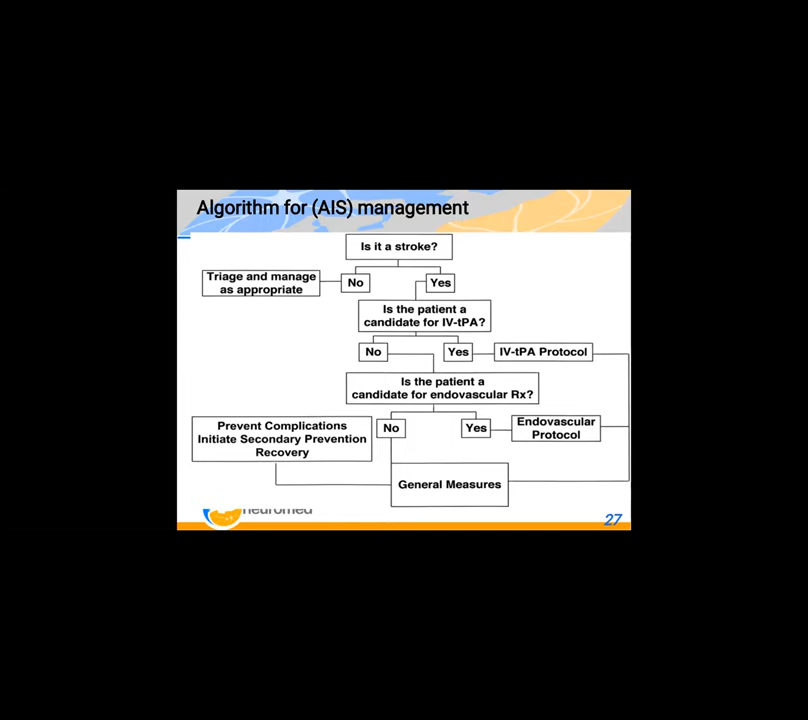 Algorithm for (AIS) management
Is it a stroke?
Triage and manage
as appropriate
No
Yes
Is the patient a
candidate for IV-tPA?
No
Yes
IV-tPA Protocol
Is the patient a
candidate for endovascular Rx?
No
Yes
Endovascular
Protocol
Prevent Complications
Initiate Secondary Prevention
Recovery
General Measures
neuromed
27